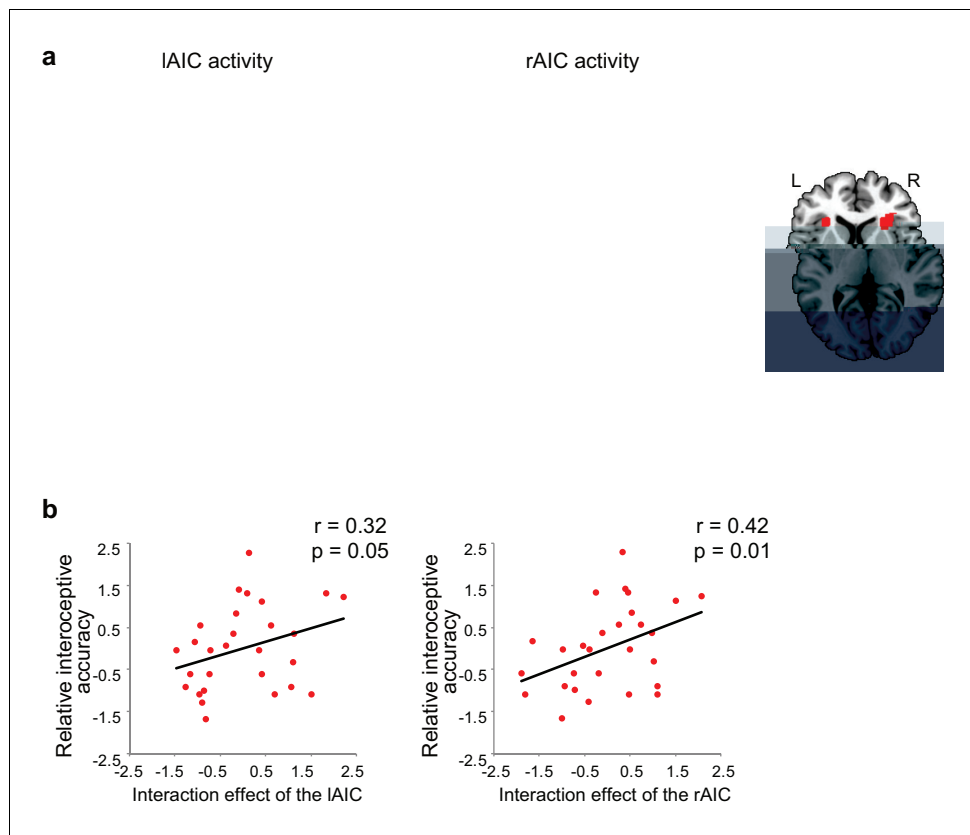 a
lAIC activity
rAIC activity
L R
b
r = 0.32
p = 0.05
Relative interoceptive
accuracy
2.5
1.5
0.5
-0.5
-1.5
-2.5
-2.5 -1.5 -0.5 0.5 1.5 2.5
Interaction effect of the lAIC
r = 0.42
p = 0.01
Relative interoceptive
accuracy
2.5
1.5
0.5
-0.5
-1.5
-2.5
-2.5 -1.5 -0.5 0.5 1.5 2.5
Interaction effect of the rAIC